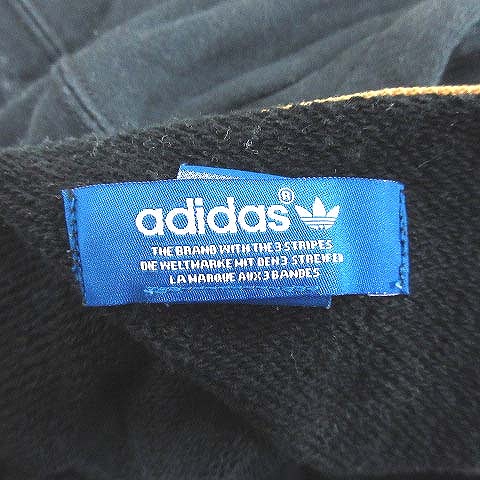 adidas®
THE BRAND WITH THE 3 STRIPES
DIE WELTMARKE MIT DEN 3 STREIFEN
LA MARQUE AUX 3 BANDES